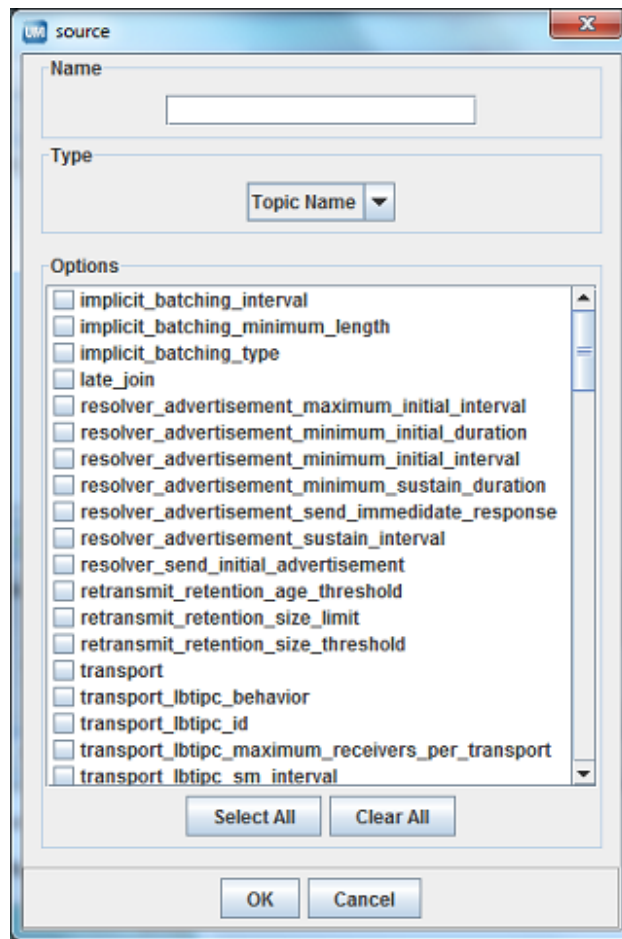 UM source
Name
Type
Topic Name
Options
implicit_batching_interval
implicit_batching_minimum_length
implicit_batching_type
late_join
resolver_advertisement_maximum_initial_interval
resolver_advertisement_minimum_initial_duration
resolver_advertisement_minimum_initial_interval
resolver_advertisement_minimum_sustain_duration
resolver_advertisement_send_immedidate_response
resolver_advertisement_sustain_interval
resolver_send_initial_advertisement
retransmit_retention_age_threshold
retransmit_retention_size_limit
retransmit_retention_size_threshold
transport
transport_lbtipc_behavior
transport_lbtipc_id
transport_lbtipc_maximum_receivers_per_transport
transport_lbtipc_sm_interval
Select All Clear All
OK Cancel